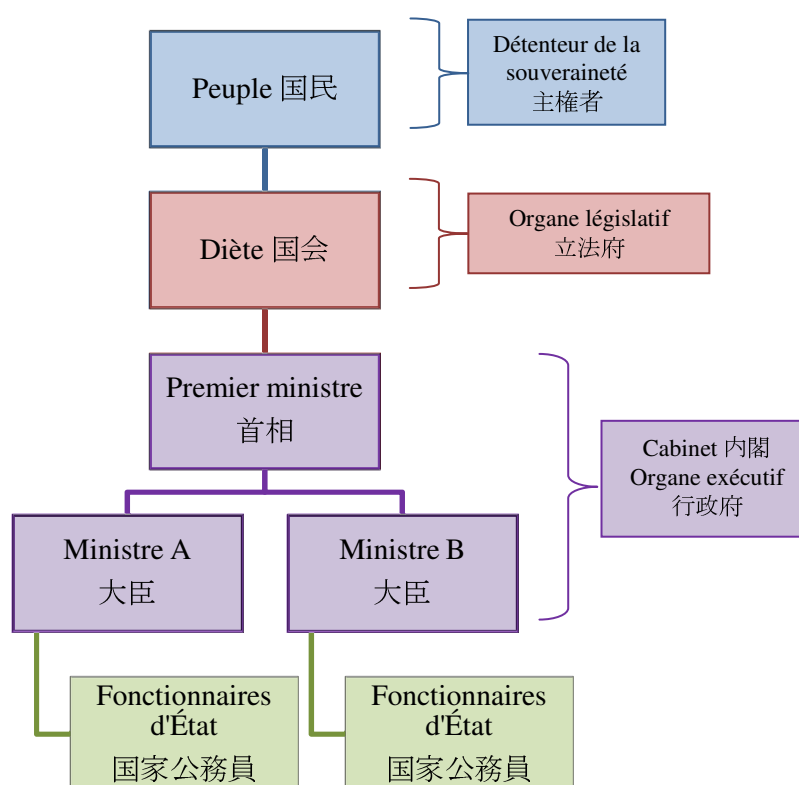 Peuple 国民
Détenteur de la
souveraineté
主権者
Diète 国会
Organe législatif
立法府
Premier ministre
首相
Cabinet 内閣
Organe exécutif
行政府
Ministre A
大臣
Ministre B
大臣
Fonctionnaires
d'État
国家公務員
Fonctionnaires
d'État
国家公務員